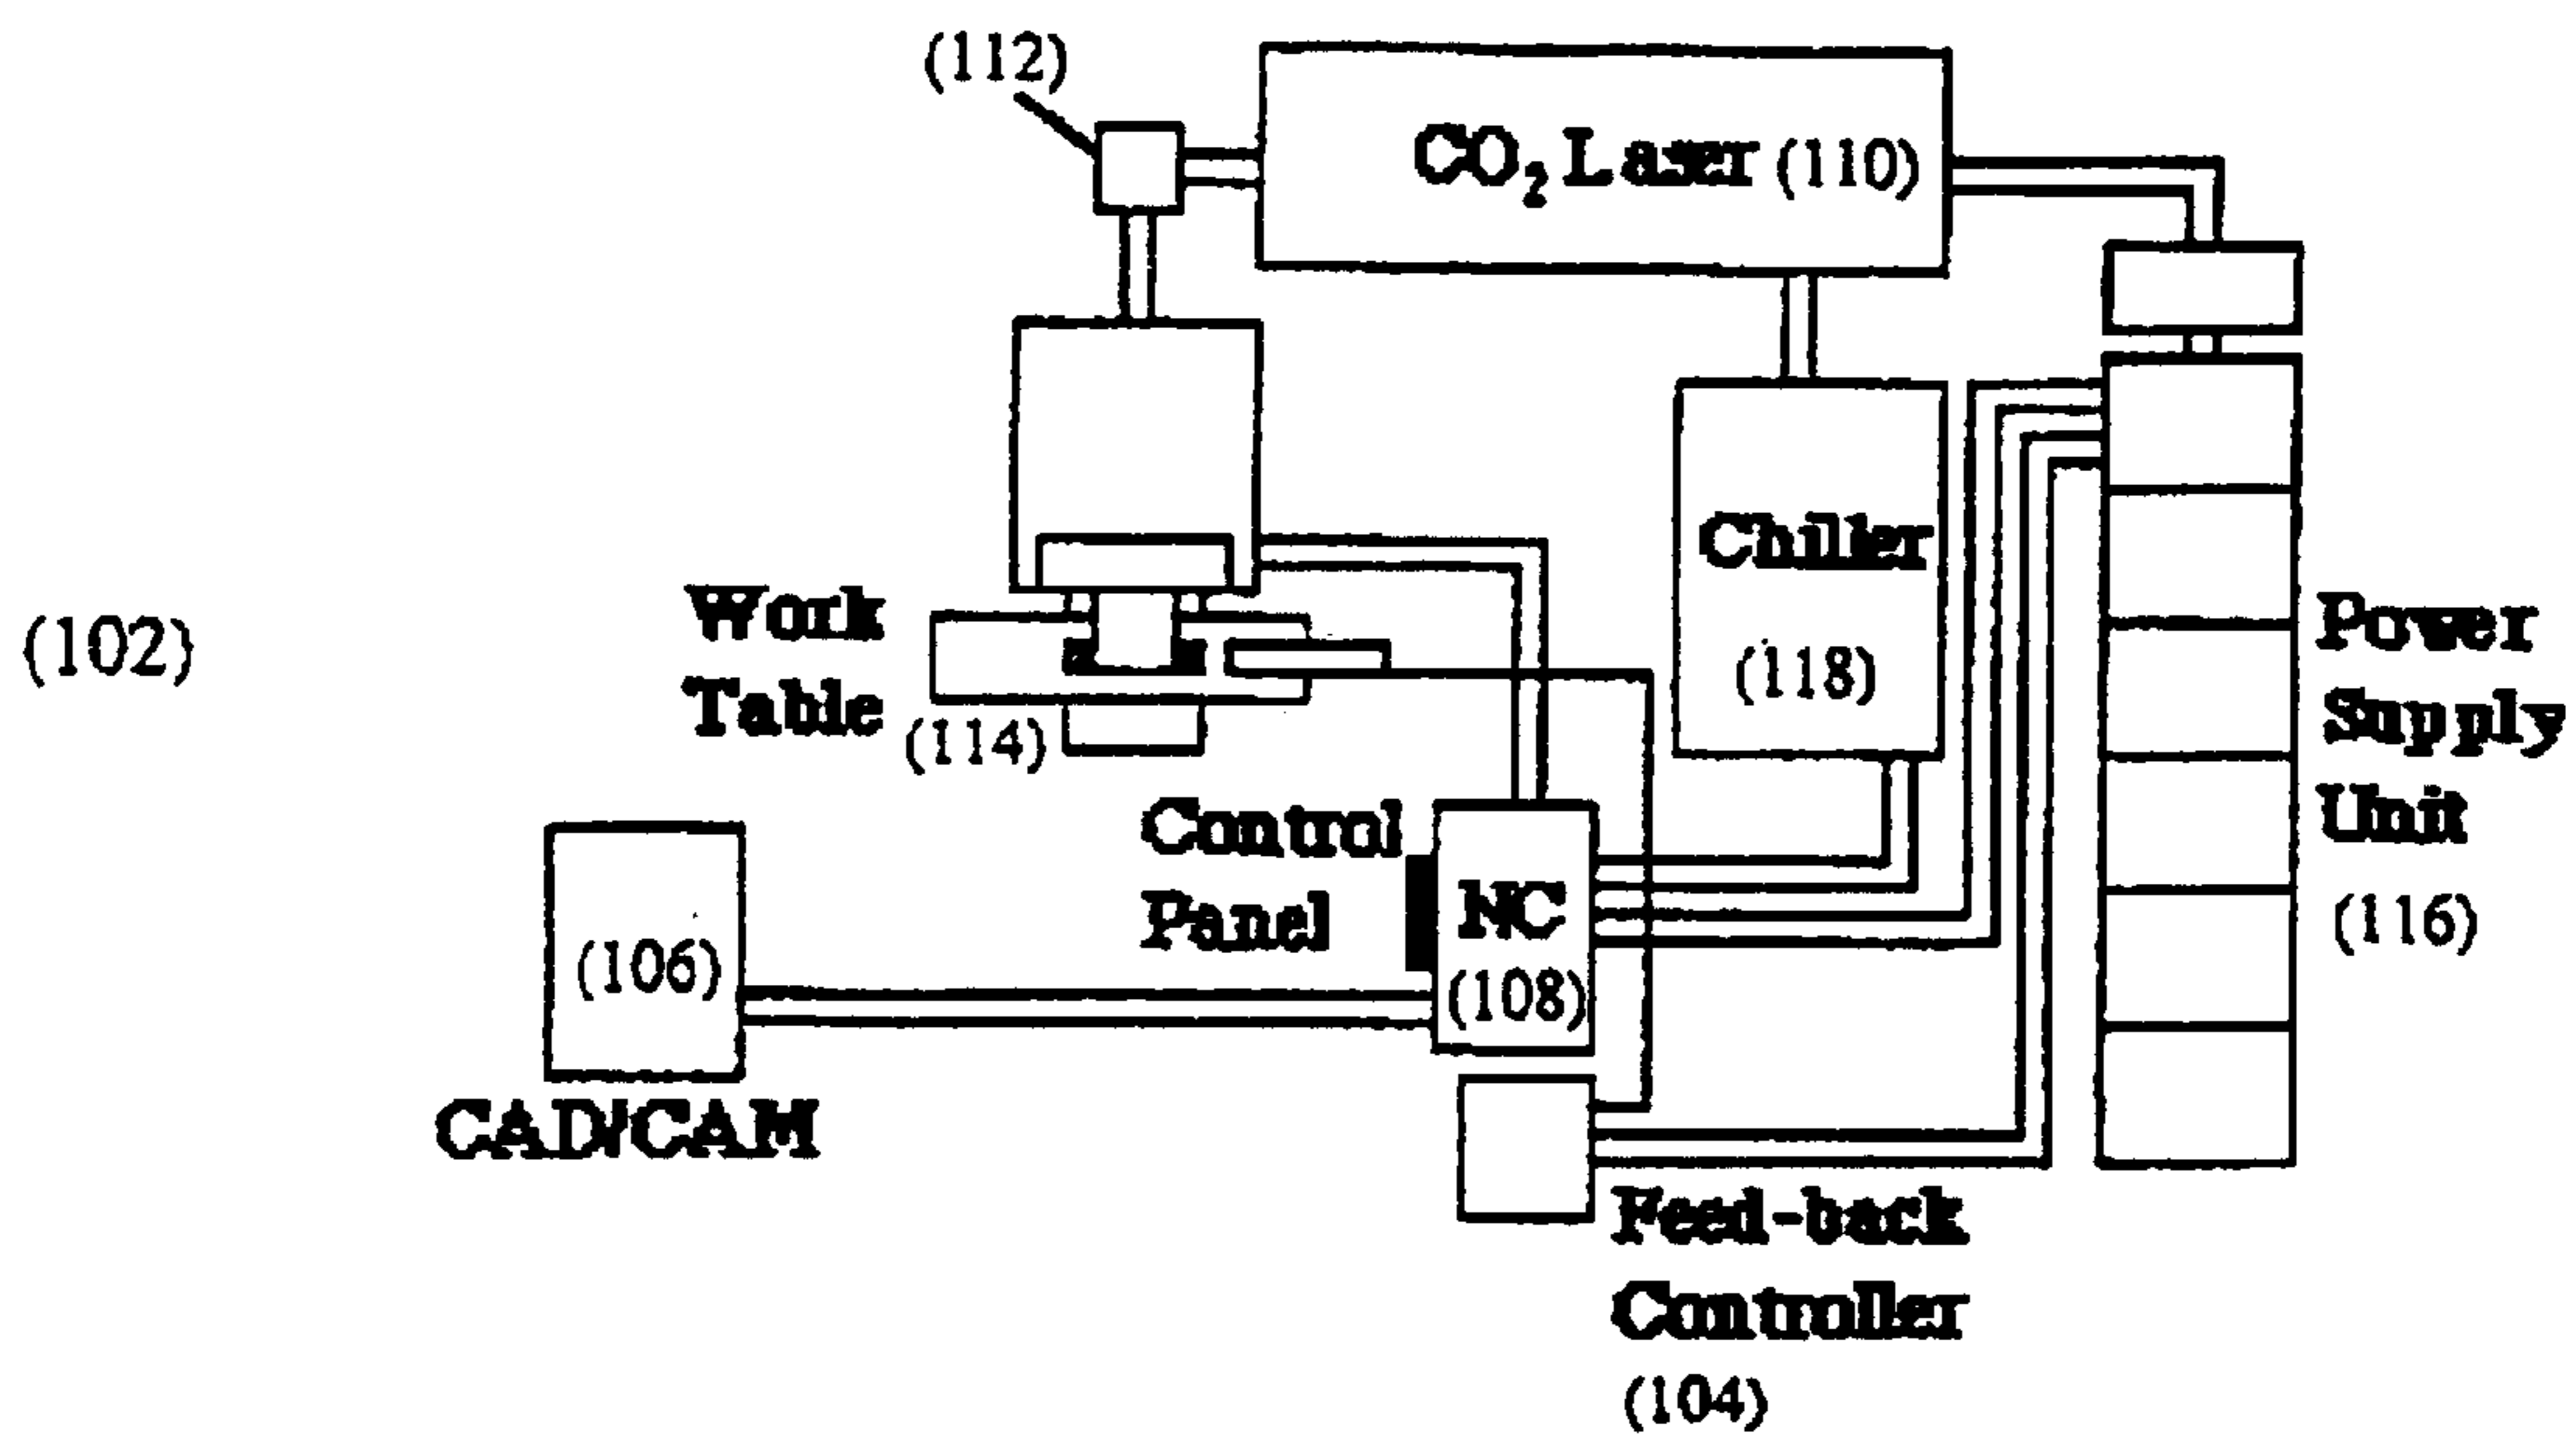 (112)
CO2 Laser (110)
Work
Table
(114)
(102)
Chiller
(118)
Power
Supply
Unit
(116)
Control
Panel
NC
(108)
(106)
CAD/CAM
Feed-back
Controller
(104)